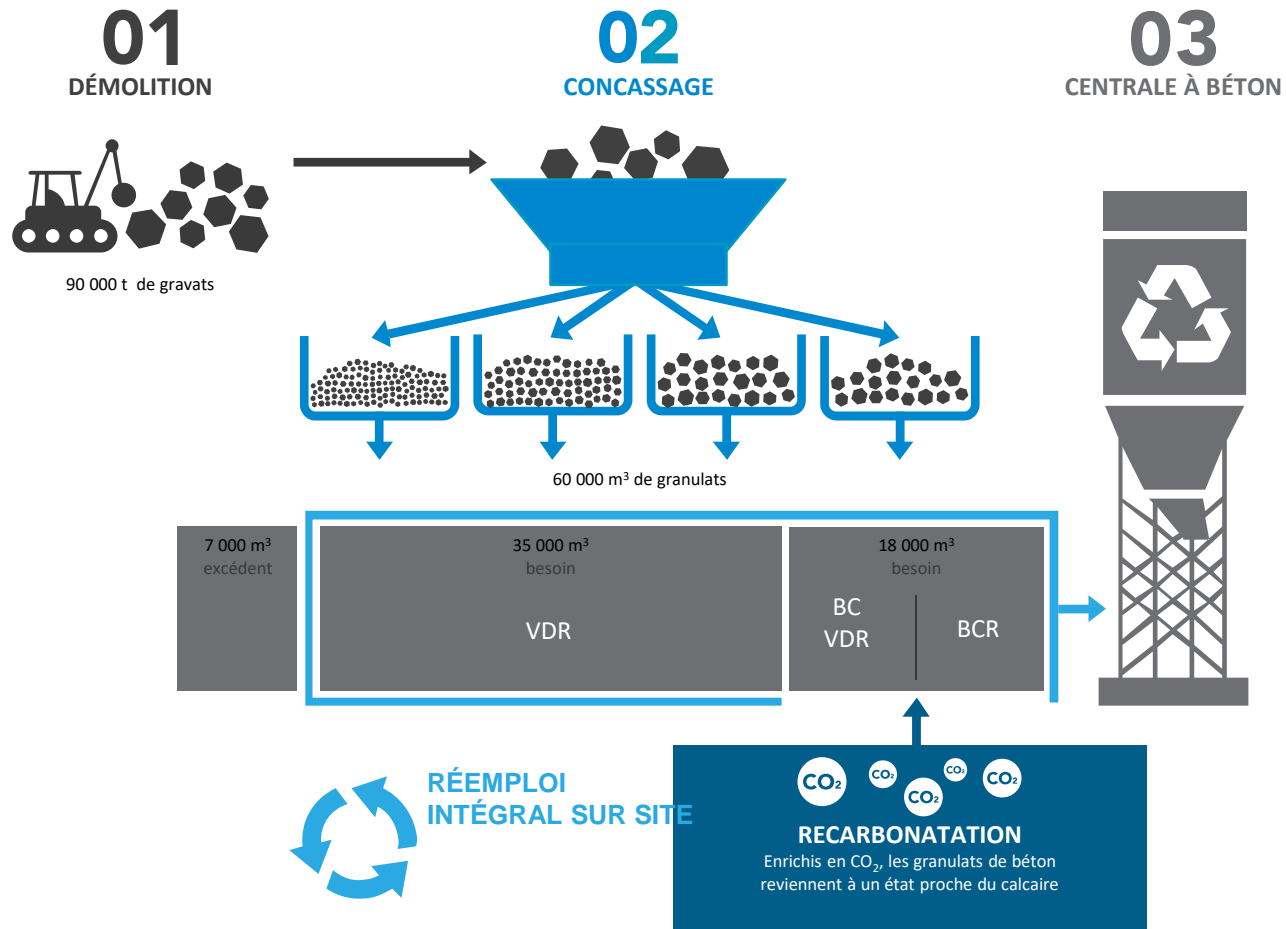 01
DÉMOLITION
02
CONCASSAGE
03
CENTRALE À BÉTON
90 000 t de gravats
60 000 m³ de granulats
7 000 m³
excédent
35 000 m³
besoin
VDR
18 000 m³
besoin
BC
VDR
BCR
RÉEMPLOI
INTÉGRAL SUR SITE
CO₂
CO₂
CO₂
CO₂
CO₂
RECARBONATATION
Enrichis en CO₂, les granulats de béton
reviennent à un état proche du calcaire